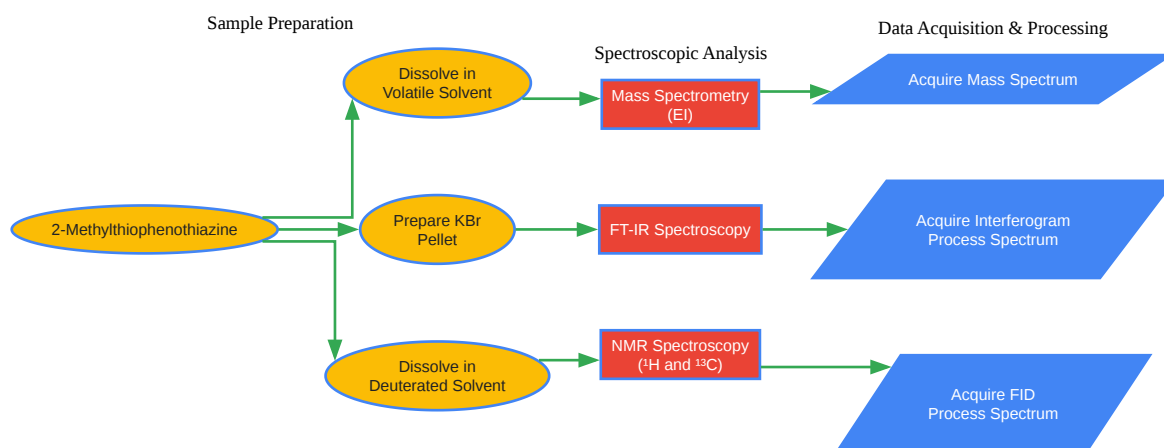 Sample Preparation
Spectroscopic Analysis
Data Acquisition & Processing
Dissolve in
Volatile Solvent
Mass Spectrometry
(EI)
Acquire Mass Spectrum
2-Methylthiophenothiazine
Prepare KBr
Pellet
FT-IR Spectroscopy
Acquire Interferogram
Process Spectrum
Dissolve in
Deuterated Solvent
NMR Spectroscopy
(¹H and ¹³C)
Acquire FID
Process Spectrum